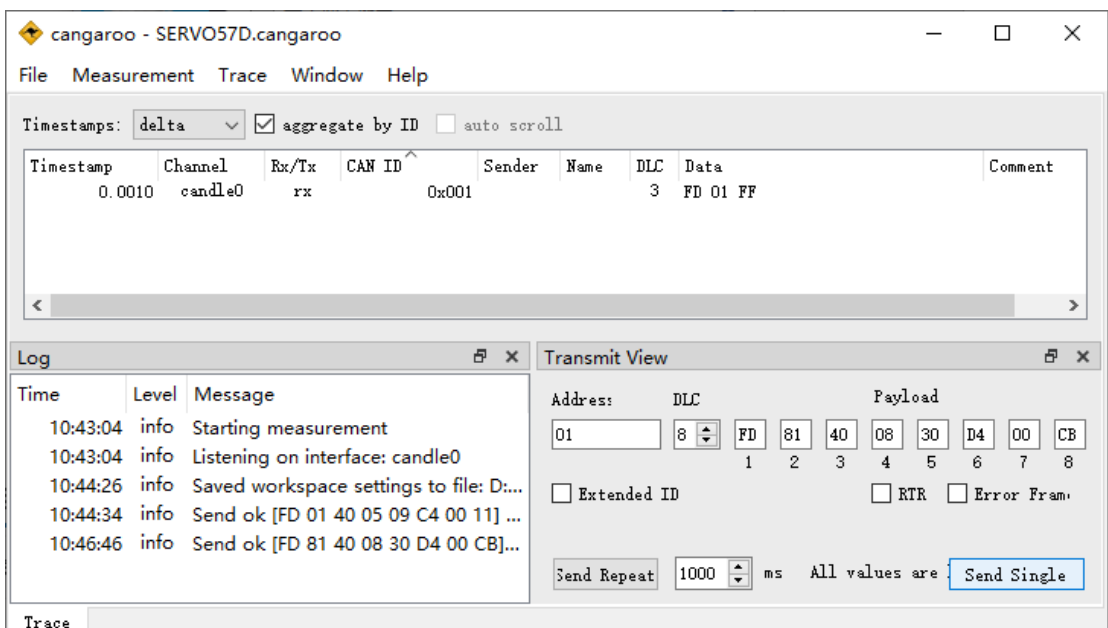 cangaroo - SERVO57D.cangaroo
File Measurement Trace Window Help
Timestamps: delta aggregate by ID auto scroll
Timestamp Channel Rx/Tx CAN ID Sender Name DLC Data Comment
0.0010 candle0 rx 0x001 3 FD 01 FF
Log
Time Level Message
10:43:04 info Starting measurement
10:43:04 info Listening on interface: candle0
10:44:26 info Saved workspace settings to file: D:...
10:44:34 info Send ok [FD 01 40 05 09 C4 00 11] ...
10:46:46 info Send ok [FD 81 40 08 30 D4 00 CB]...
Transmit View
Address DLC Payload
01 8 FD 81 40 08 30 D4 00 CB
1 2 3 4 5 6 7 8
Extended ID RTR Error Fram
Send Repeat 1000 ms All values are Send Single
Trace